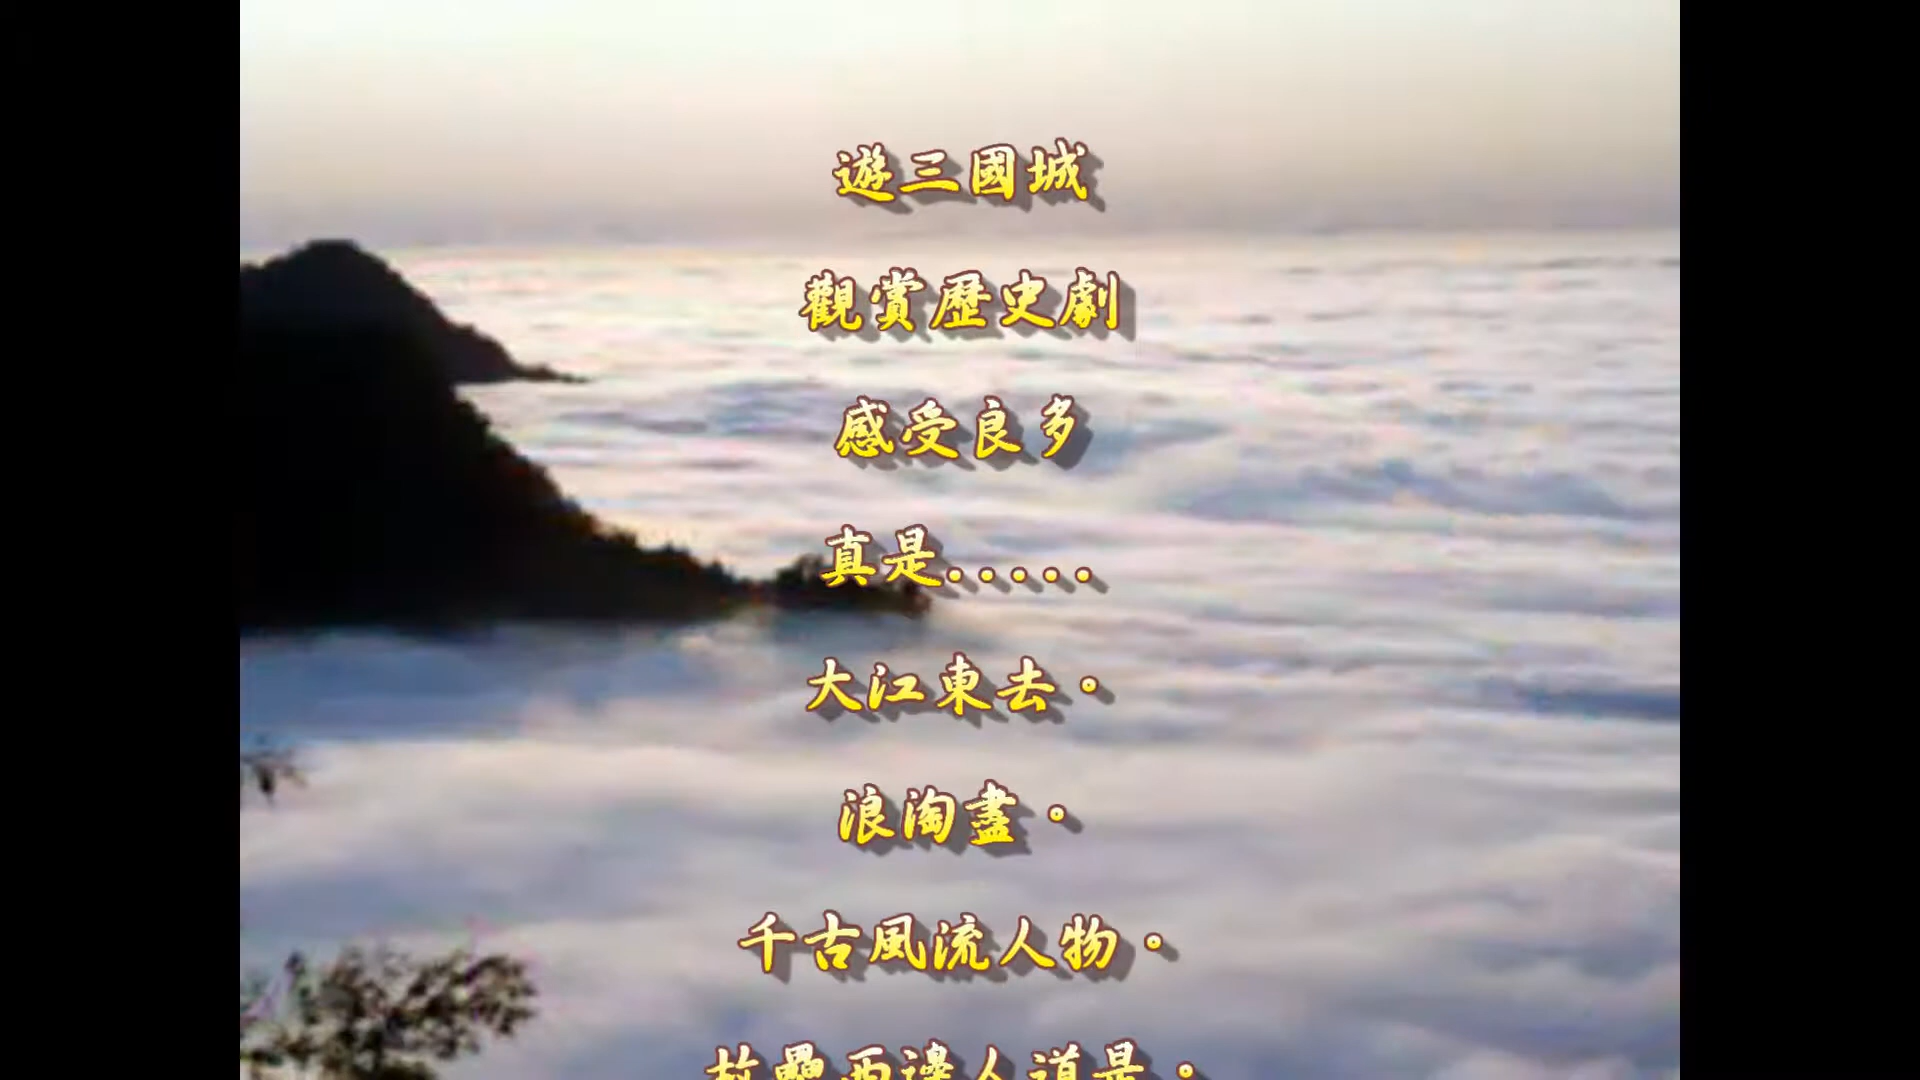 遊三國城
觀賞歷史劇
感受良多
真是.....
大江東去。
浪淘盡。
千古風流人物。
故壘西邊人道是。